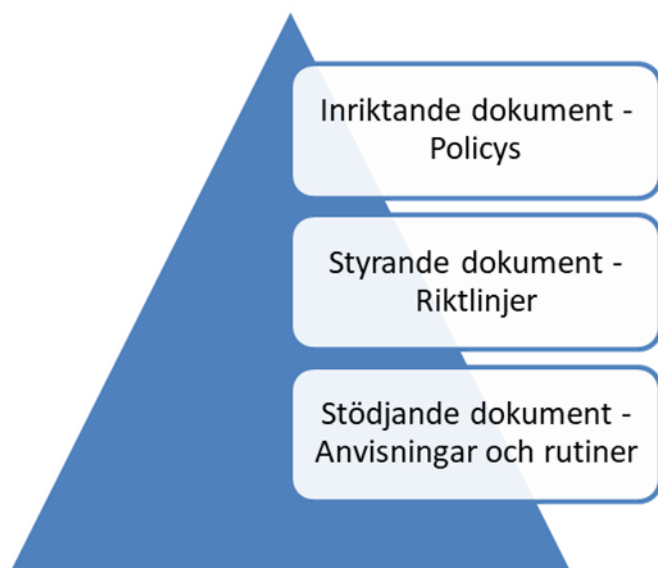 Inriktande dokument -
Policys
Styrande dokument -
Riktlinjer
Stödjande dokument -
Anvisningar och rutiner